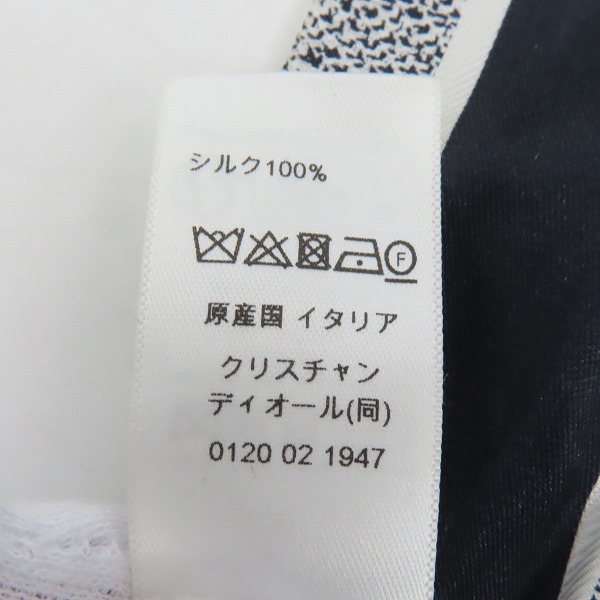 シルク100%
F
原産国 イタリア
クリスチャン
ディオール(同)
0120 02 1947